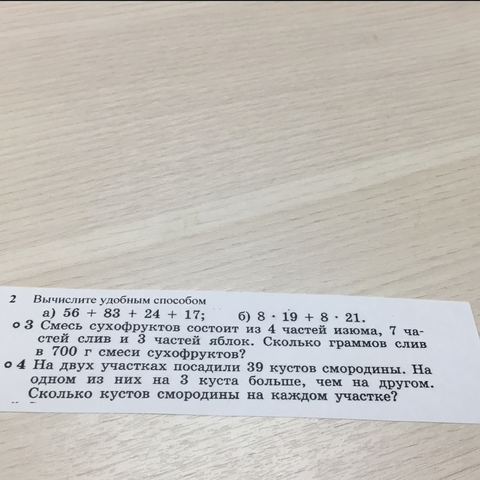 2 Вычислите удобным способом
а) 56 + 83 + 24 + 17; б) 8 · 19 + 8 · 21.
3 Смесь сухофруктов состоит из 4 частей изюма, 7 ча-
стей слив и 3 частей яблок. Сколько граммов слив
в 700 г смеси сухофруктов?
4 На двух участках посадили 39 кустов смородины. На
одном из них на 3 куста больше, чем на другом.
Сколько кустов смородины на каждом участке?